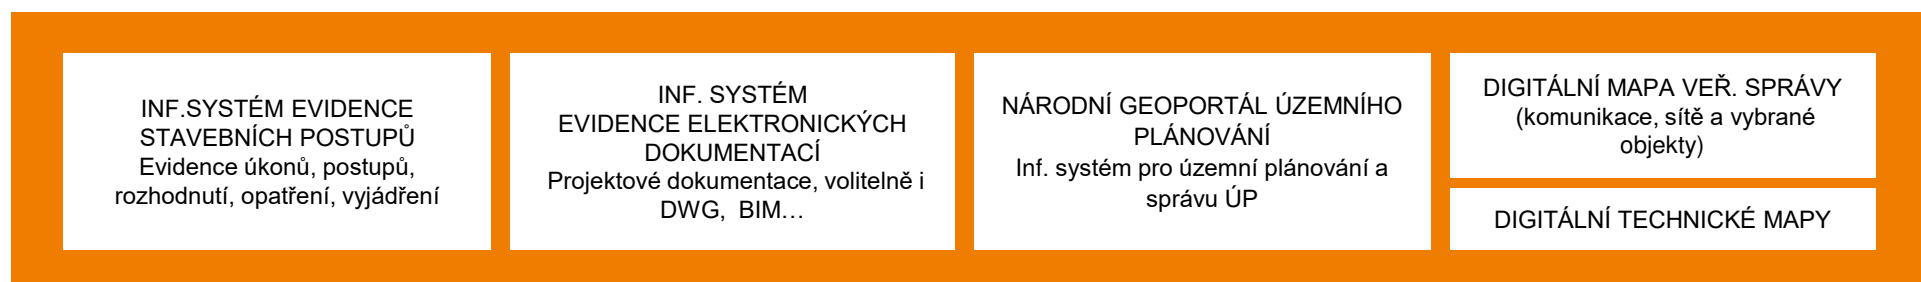 INF.SYSTÉM EVIDENCE
STAVEBNÍCH POSTUPŮ
Evidence úkonů, postupů,
rozhodnutí, opatření, vyjádření
INF. SYSTÉM
EVIDENCE ELEKTRONICKÝCH
DOKUMENTACÍ
Projektové dokumentace, volitelně i
DWG, BIM…
NÁRODNÍ GEOPORTÁL ÚZEMNÍHO
PLÁNOVÁNÍ
Inf. systém pro územní plánování a
správu ÚP
DIGITÁLNÍ MAPA VEŘ. SPRÁVY
(komunikace, sítě a vybrané
objekty)
DIGITÁLNÍ TECHNICKÉ MAPY